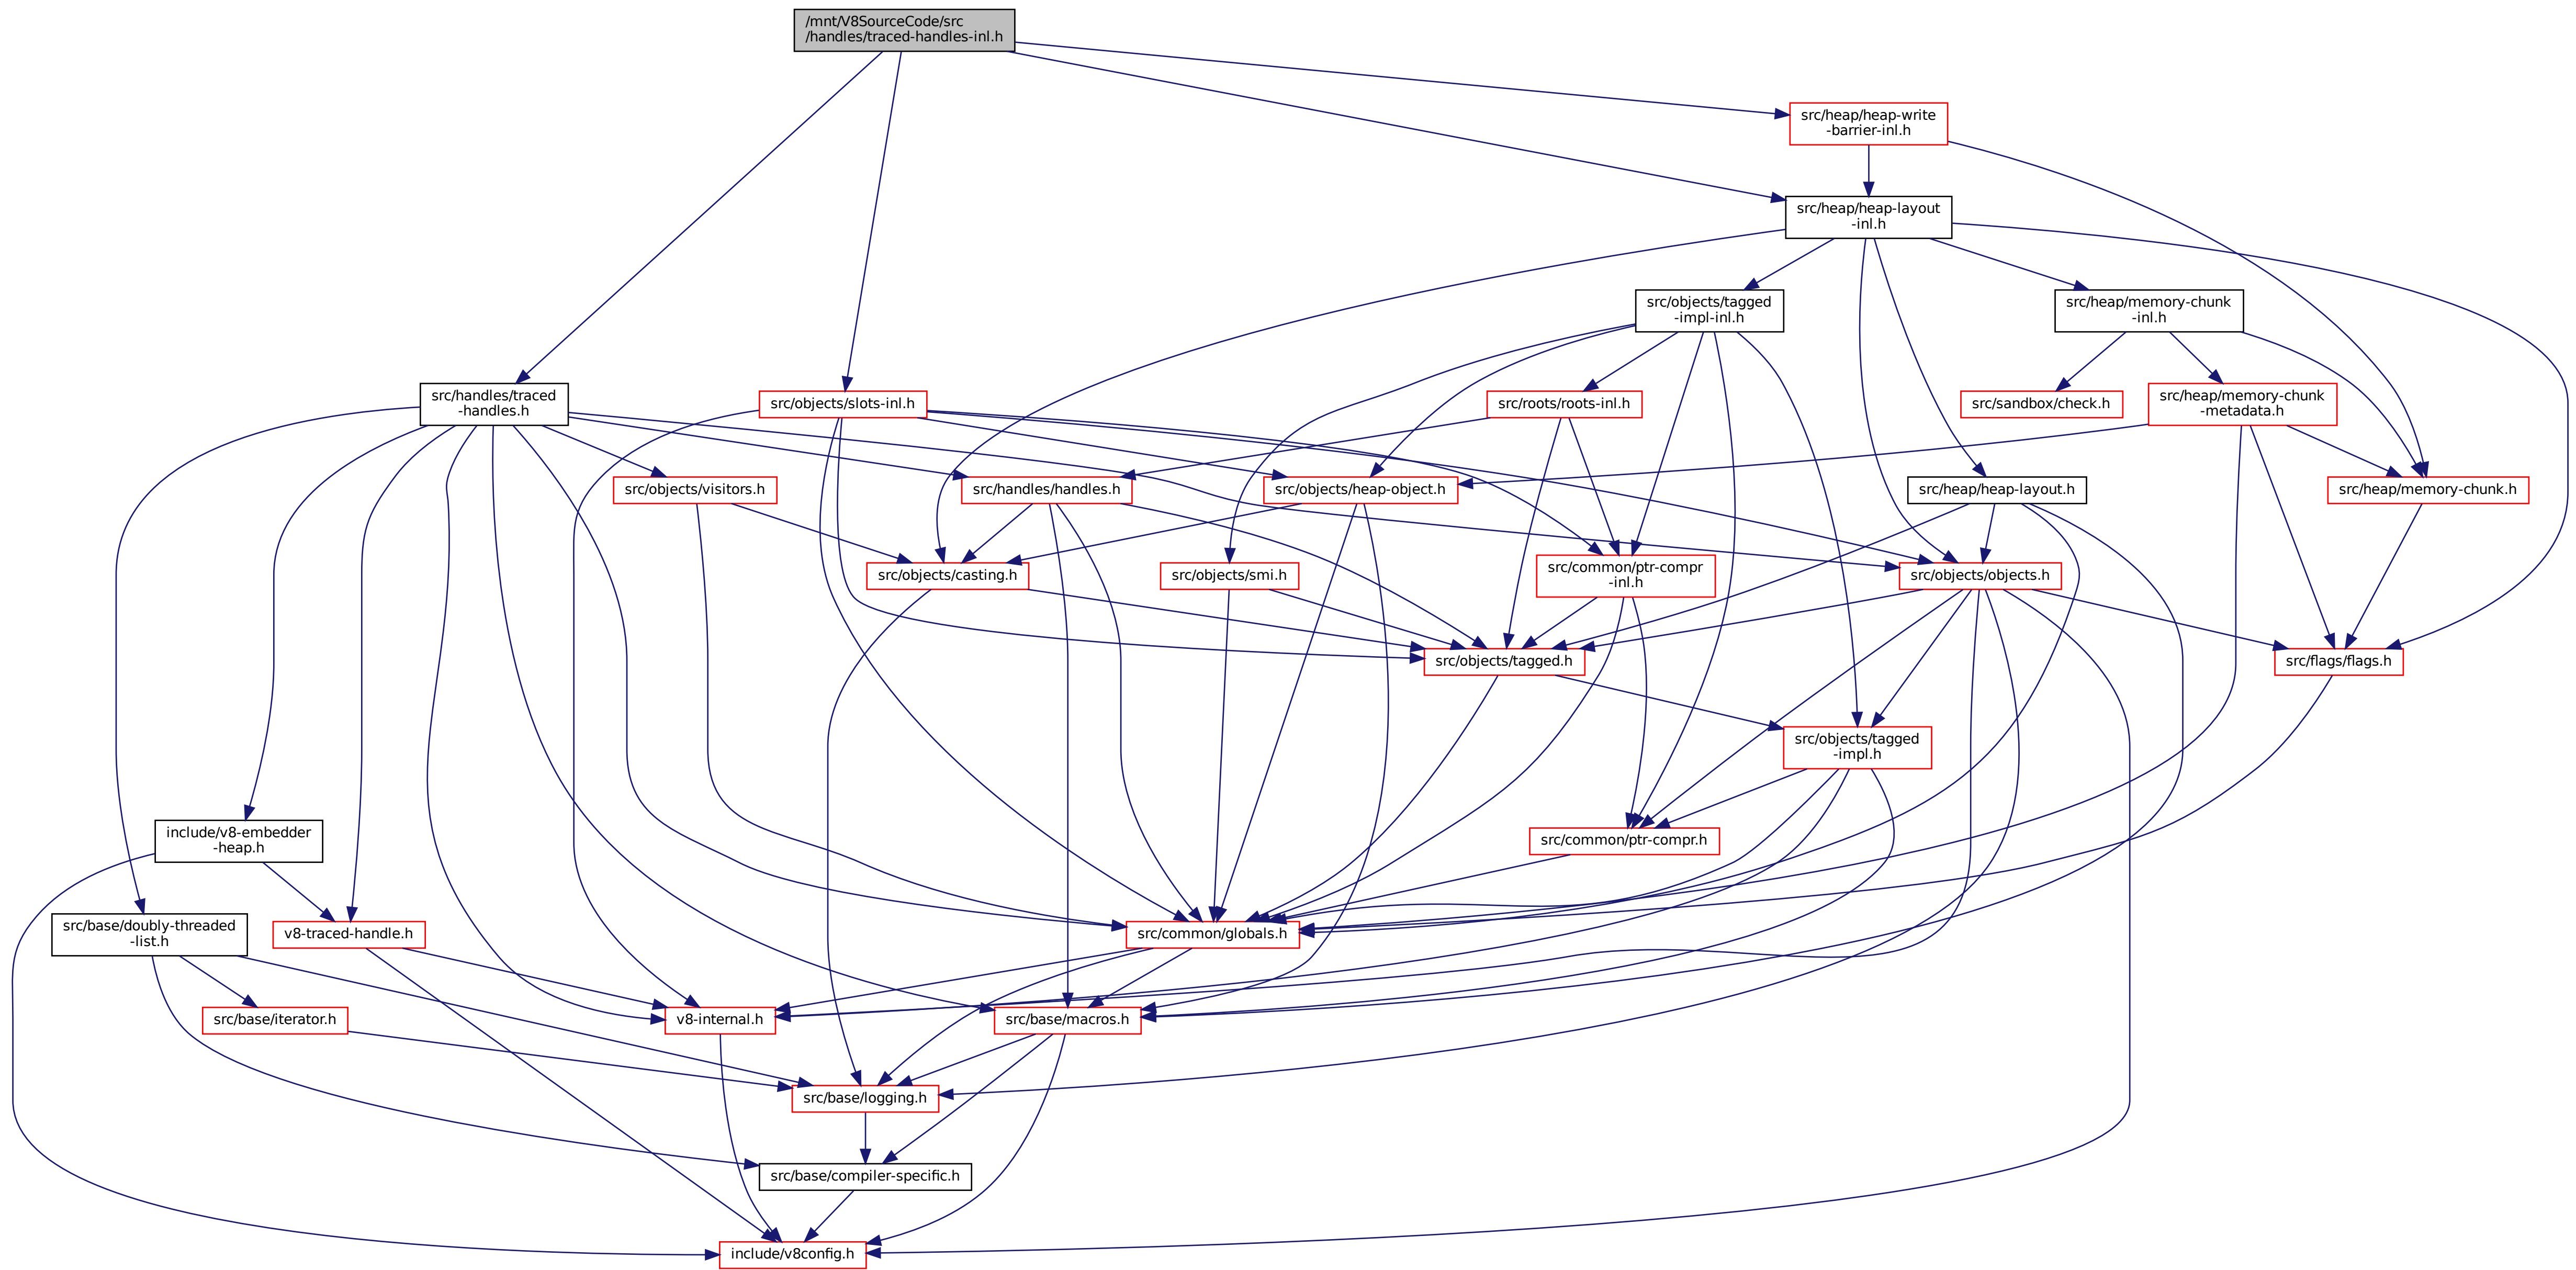 /mnt/V8SourceCode/src
/handles/traced-handles-inl.h
src/heap/heap-write
-barrier-inl.h
src/heap/heap-layout
-inl.h
src/objects/tagged
-impl-inl.h
src/heap/memory-chunk
-inl.h
src/handles/traced
-handles.h
src/objects/slots-inl.h
src/roots/roots-inl.h
src/sandbox/check.h
src/heap/memory-chunk
-metadata.h
src/objects/visitors.h
src/handles/handles.h
src/objects/heap-object.h
src/heap/heap-layout.h
src/heap/memory-chunk.h
src/objects/casting.h
src/objects/smi.h
src/common/ptr-compr
-inl.h
src/objects/objects.h
src/objects/tagged.h
src/flags/flags.h
src/objects/tagged
-impl.h
include/v8-embedder
-heap.h
src/common/ptr-compr.h
src/base/doubly-threaded
-list.h
v8-traced-handle.h
src/common/globals.h
src/base/iterator.h
v8-internal.h
src/base/macros.h
src/base/logging.h
src/base/compiler-specific.h
include/v8config.h